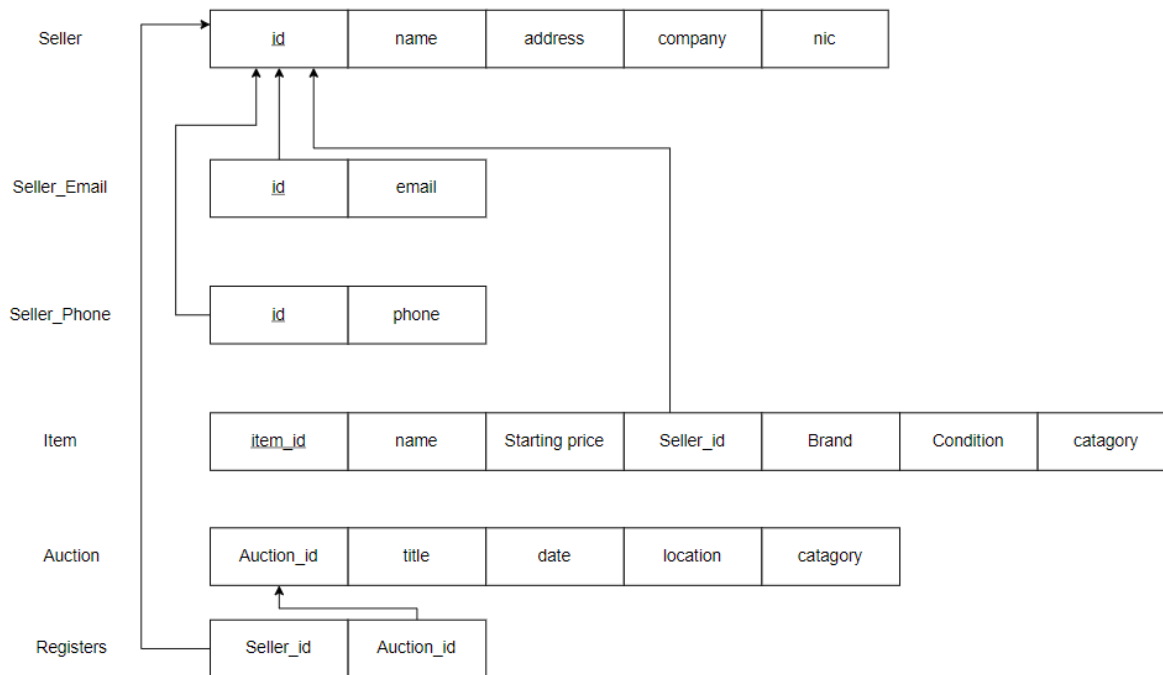 Seller id name address company nic
Seller_Email id email
Seller_Phone id phone
Item item_id name Starting price Seller_id Brand Condition catagory
Auction Auction_id title date location catagory
Registers Seller_id Auction_id